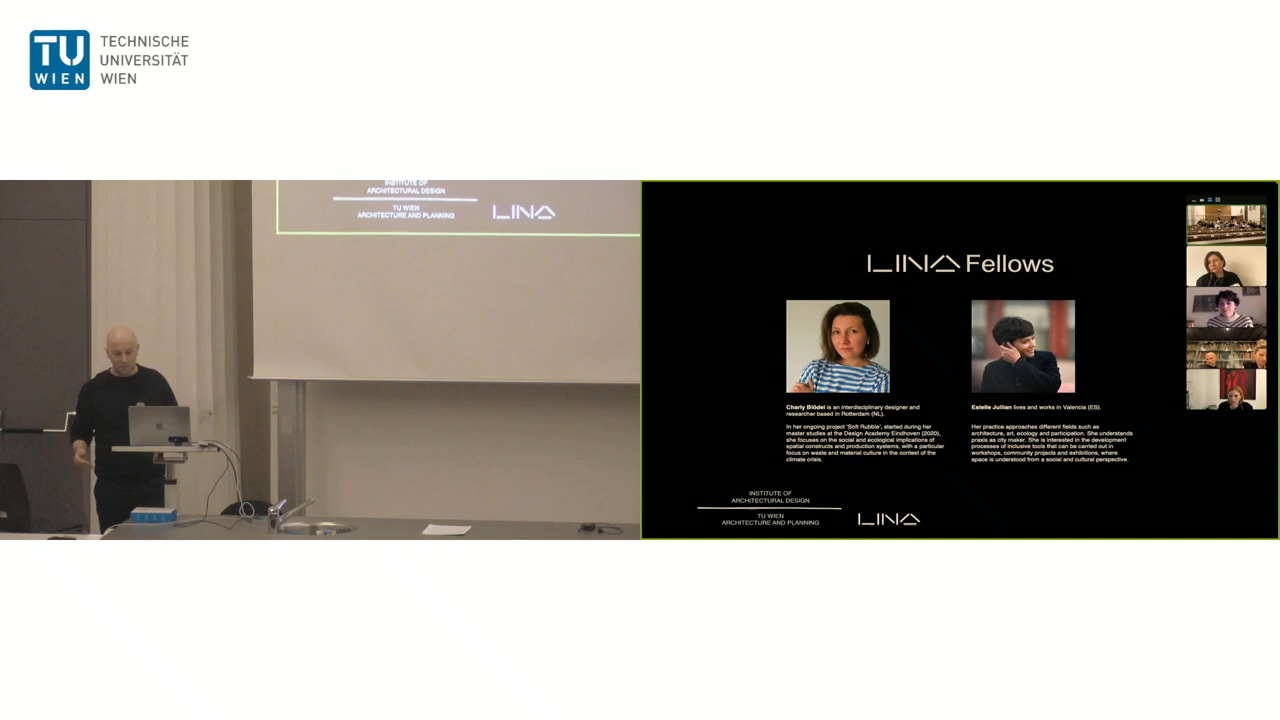 TU
WIEN
TECHNISCHE
UNIVERSITÄT
WIEN
INSTITUTE OF
ARCHITECTURAL DESIGN
TU WIEN
ARCHITECTURE AND PLANNING
LINA
LINA Fellows
Charly Blödel is an interdisciplinary designer and
researcher based in Rotterdam (NL).
In her ongoing project 'Soft Rubble', started during her
master studies at the Design Academy Eindhoven (2020),
she focuses on the social and ecological implications of
spatial constructions and production systems, with a particular
focus on waste and material culture in the context of the
climate crisis.
Estelle Jullian lives and works in Valencia (ES).
Her practice approaches different fields such as
architecture, art, ecology and participation. She understands
praxis as city maker. She is interested in the development
processes of inclusive tools that can be carried out in
workshops, community projects and exhibitions, where
space is understood from a social and cultural perspective.
INSTITUTE OF
ARCHITECTURAL DESIGN
TU WIEN
ARCHITECTURE AND PLANNING
LINA